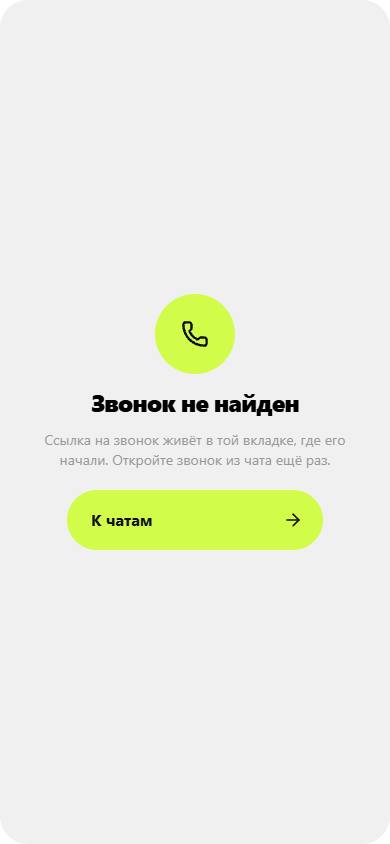 Звонок не найден
Ссылка на звонок живёт в той вкладке, где его
начали. Откройте звонок из чата ещё раз.
К чатам